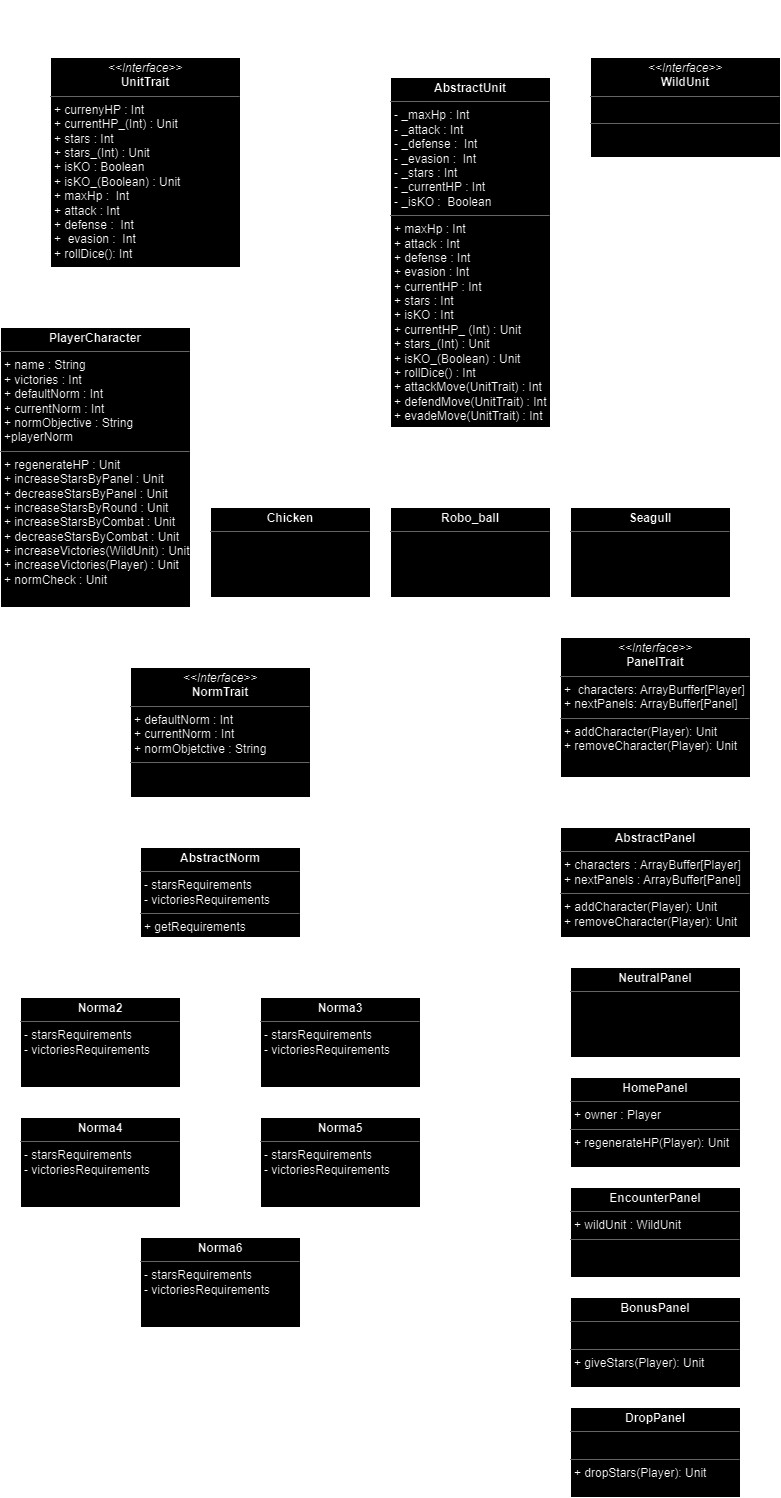 <<Interface>>
UnitTrait
+ currenyHP : Int
+ currentHP_(Int) : Unit
+ stars : Int
+ stars_(Int) : Unit
+ isKO : Boolean
+ isKO_(Boolean) : Unit
+ maxHp :  Int
+ attack : Int
+ defense :  Int
+  evasion :  Int
+ rollDice(): Int
AbstractUnit
- _maxHp : Int
- _attack : Int
- _defense :  Int
- _evasion :  Int
- _stars : Int
- _currentHP : Int
- _isKO :  Boolean
+ maxHp : Int
+ attack : Int
+ defense : Int
+ evasion : Int
+ currentHP : Int
+ stars : Int
+ isKO : Int
+ currentHP_ (Int) : Unit
+ stars_(Int) : Unit
+ isKO_(Boolean) : Unit
+ rollDice() : Int
+ attackMove(UnitTrait) : Int
+ defendMove(UnitTrait) : Int
+ evadeMove(UnitTrait) : Int
<<Interface>>
WildUnit
PlayerCharacter
+ name : String
+ victories : Int
+ defaultNorm : Int
+ currentNorm : Int
+ normObjective : String
+playerNorm
+ regenerateHP : Unit
+ increaseStarsByPanel : Unit
+ decreaseStarsByPanel : Unit
+ increaseStarsByRound : Unit
+ increaseStarsByCombat : Unit
+ decreaseStarsByCombat : Unit
+ increaseVictories(WildUnit) : Unit
+ increaseVictories(Player) : Unit
+ normCheck : Unit
Chicken
Robo_ball
Seagull
<<Interface>>
NormTrait
+ defaultNorm : Int
+ currentNorm : Int
+ normObjetctive : String
<<Interface>>
PanelTrait
+  characters: ArrayBurffer[Player]
+ nextPanels: ArrayBuffer[Panel]
+ addCharacter(Player): Unit
+ removeCharacter(Player): Unit
AbstractNorm
- starsRequirements
- victoriesRequirements
+ getRequirements
AbstractPanel
+ characters : ArrayBuffer[Player]
+ nextPanels : ArrayBuffer[Panel]
+ addCharacter(Player): Unit
+ removeCharacter(Player): Unit
Norma2
- starsRequirements
- victoriesRequirements
Norma3
- starsRequirements
- victoriesRequirements
NeutralPanel
Norma4
- starsRequirements
- victoriesRequirements
Norma5
- starsRequirements
- victoriesRequirements
HomePanel
+ owner : Player
+ regenerateHP(Player): Unit
Norma6
- starsRequirements
- victoriesRequirements
EncounterPanel
+ wildUnit : WildUnit
BonusPanel
+ giveStars(Player): Unit
DropPanel
+ dropStars(Player): Unit